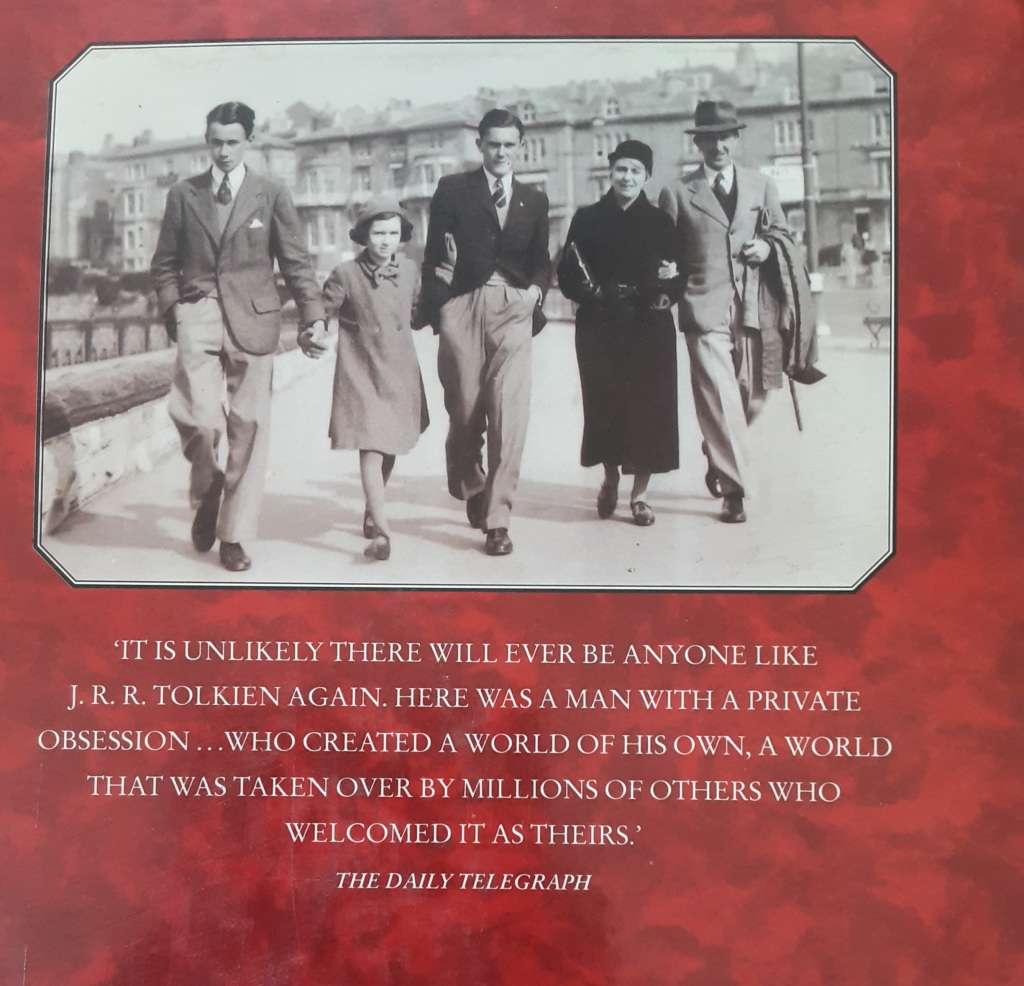 ‘IT IS UNLIKELY THERE WILL EVER BE ANYONE LIKE
J. R. R. TOLKIEN AGAIN. HERE WAS A MAN WITH A PRIVATE
OBSESSION ...WHO CREATED A WORLD OF HIS OWN, A WORLD
THAT WAS TAKEN OVER BY MILLIONS OF OTHERS WHO
WELCOMED IT AS THEIRS.’
THE DAILY TELEGRAPH